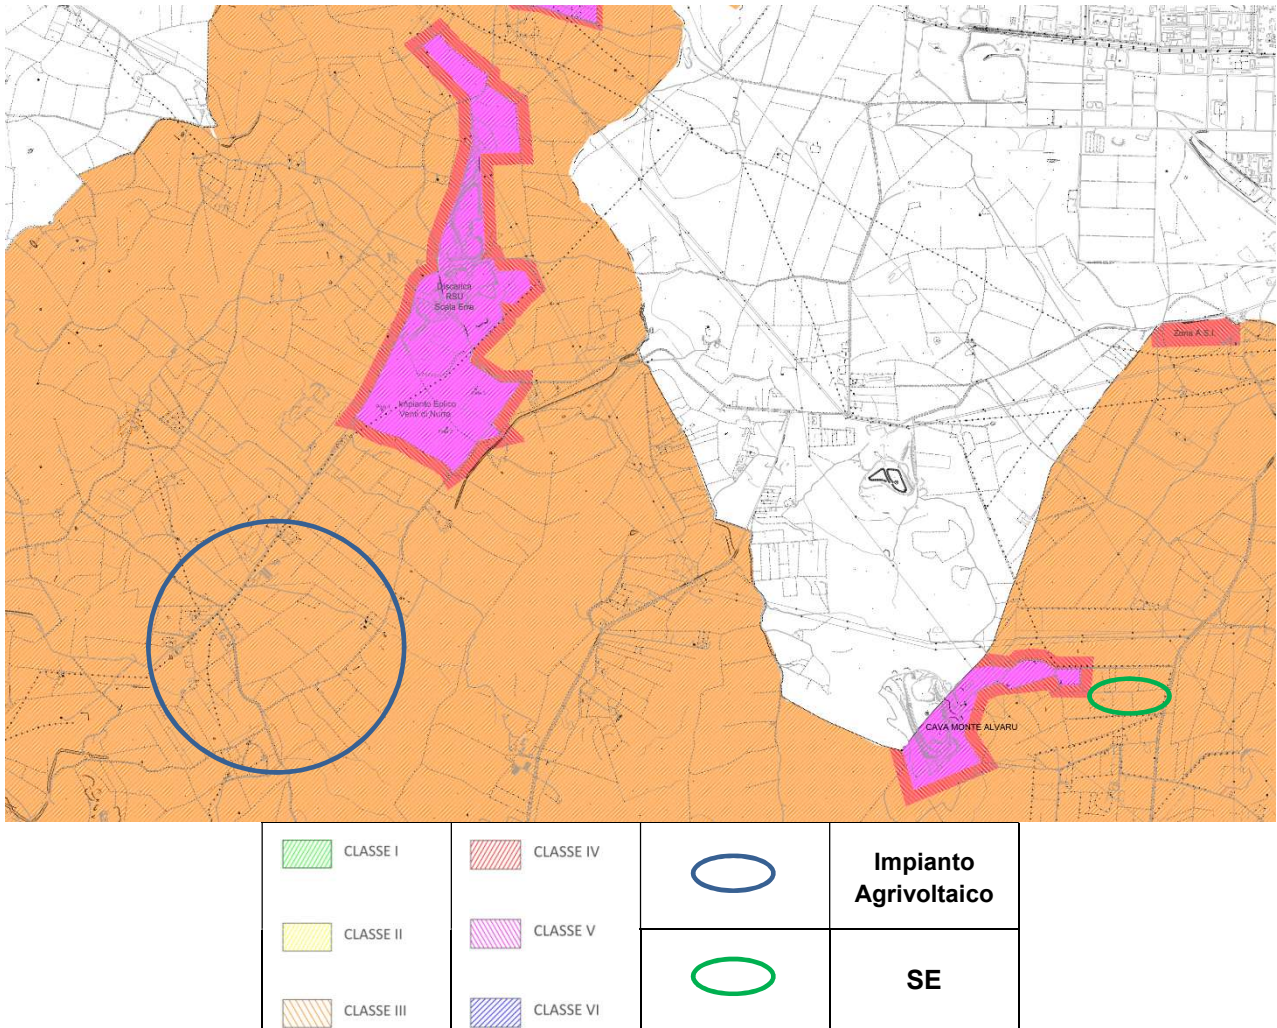 Discarica
RSU
Scala Erre
Impianto Eolico
Venti di Nurra
Zona A.S.I.
CAVA MONTE ALVARU
CLASSE I
CLASSE IV
Impianto
Agrivoltaico
CLASSE II
CLASSE V
SE
CLASSE III
CLASSE VI